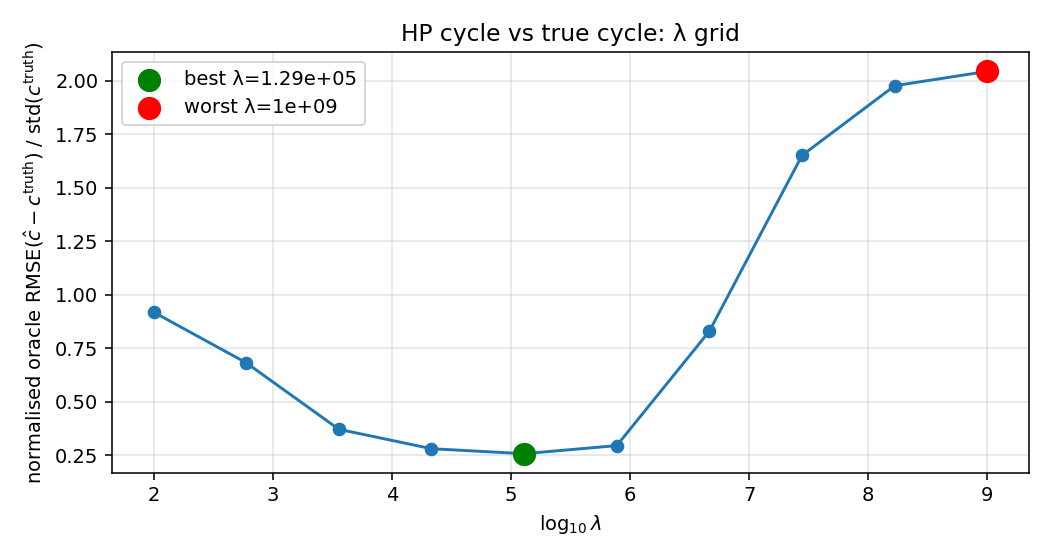 HP cycle vs true cycle: λ grid
best λ=1.29e+05
worst λ=1e+09
normalised oracle RMSE(ĉ − c^truth) / std(c^truth)
2.00
1.75
1.50
1.25
1.00
0.75
0.50
0.25
2 3 4 5 6 7 8 9
log₁₀ λ